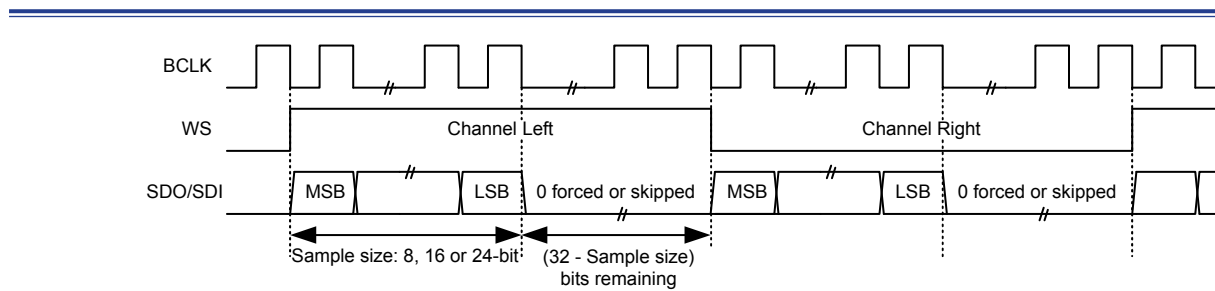 BCLK
WS
Channel Left
Channel Right
SDO/SDI
MSB
LSB
0 forced or skipped
MSB
LSB
0 forced or skipped
Sample size: 8, 16 or 24-bit
(32 - Sample size)
bits remaining